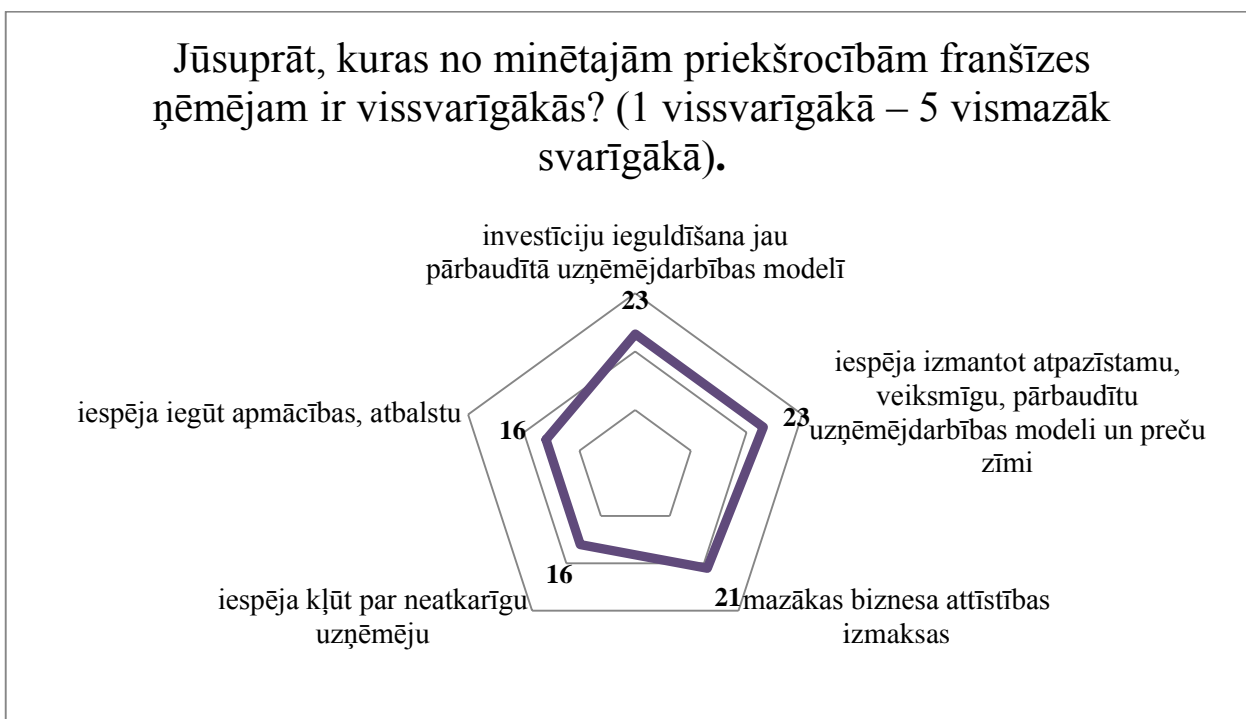 Jūsuprāt, kuras no minētajām priekšrocībām franšīzes
ņēmējam ir vissvarīgākās? (1 vissvarīgākā – 5 vismazāk
svarīgākā).
investīciju ieguldīšana jau
pārbaudītā uzņēmējdarbības modelī
23
iespēja izmantot atpazīstamu,
veiksmīgu, pārbaudītu
uzņēmējdarbības modeli un preču
zīmi
23
mazākas biznesa attīstības
izmaksas
21
iespēja kļūt par neatkarīgu
uzņēmēju
16
iespēja iegūt apmācības, atbalstu
16